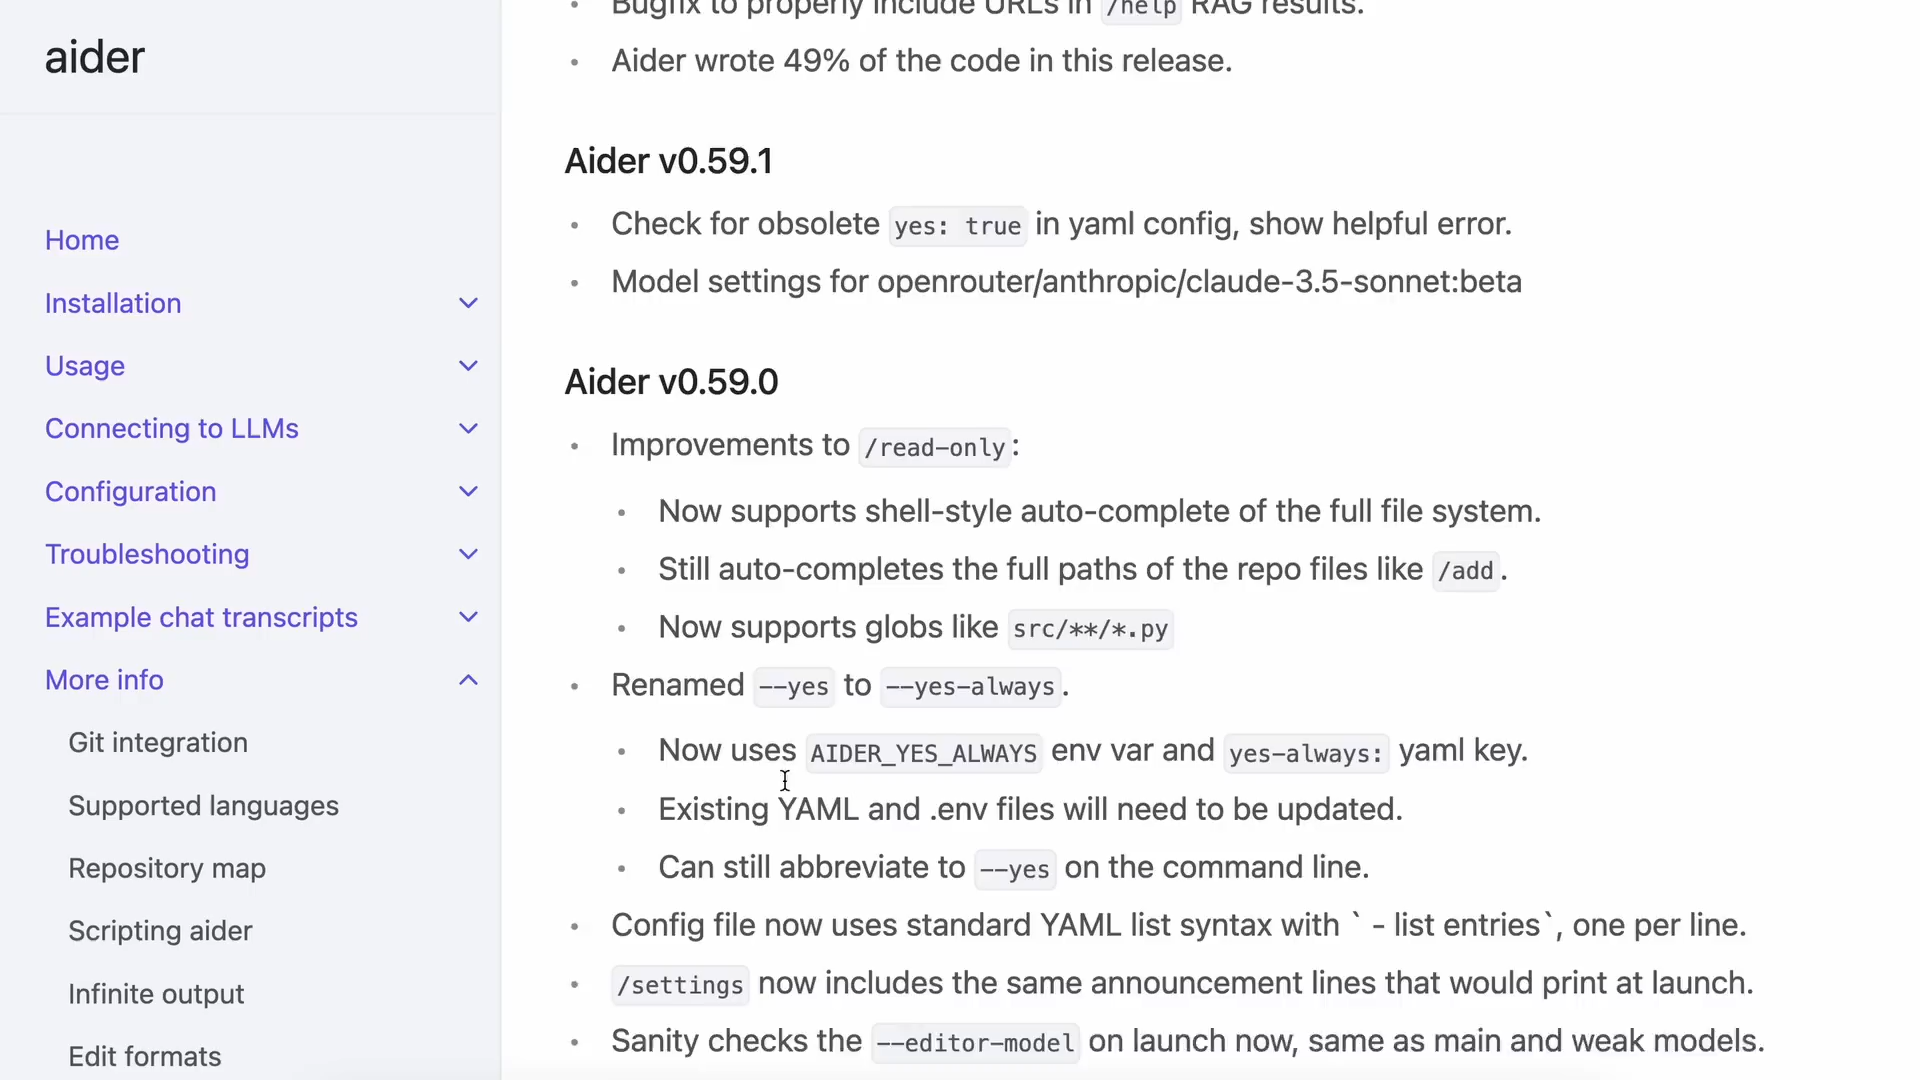 aider
Home
Installation
Usage
Connecting to LLMs
Configuration
Troubleshooting
Example chat transcripts
More info
Git integration
Supported languages
Repository map
Scripting aider
Infinite output
Edit formats
Bugfix to properly include URLs in /help RAG results.
Aider wrote 49% of the code in this release.
Aider v0.59.1
Check for obsolete yes: true in yaml config, show helpful error.
Model settings for openrouter/anthropic/claude-3.5-sonnet:beta
Aider v0.59.0
Improvements to /read-only:
Now supports shell-style auto-complete of the full file system.
Still auto-completes the full paths of the repo files like /add.
Now supports globs like src/**/*.py
Renamed --yes to --yes-always.
Now uses AIDER_YES_ALWAYS env var and yes-always: yaml key.
Existing YAML and .env files will need to be updated.
Can still abbreviate to --yes on the command line.
Config file now uses standard YAML list syntax with ` - list entries`, one per line.
/settings now includes the same announcement lines that would print at launch.
Sanity checks the --editor-model on launch now, same as main and weak models.